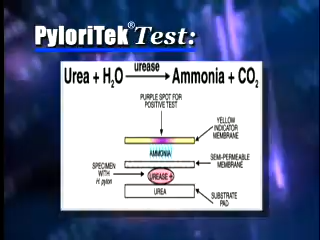 PyloriTek® Test:
urease
Urea + H2O → Ammonia + CO2
PURPLE SPOT FOR
POSITIVE TEST
YELLOW
INDICATOR
MEMBRANE
AMMONIA
SEMI-PERMEABLE
MEMBRANE
SPECIMEN
WITH
H. pylori
UREASE +
UREA
SUBSTRATE
PAD